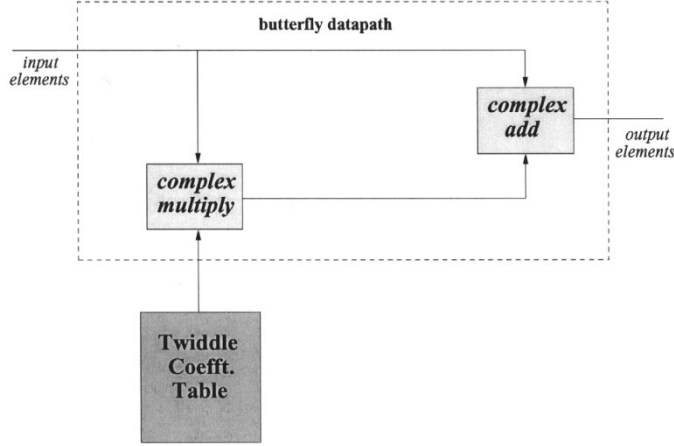 butterfly datapath
input
elements
complex
add
output
elements
complex
multiply
Twiddle
Coefft.
Table